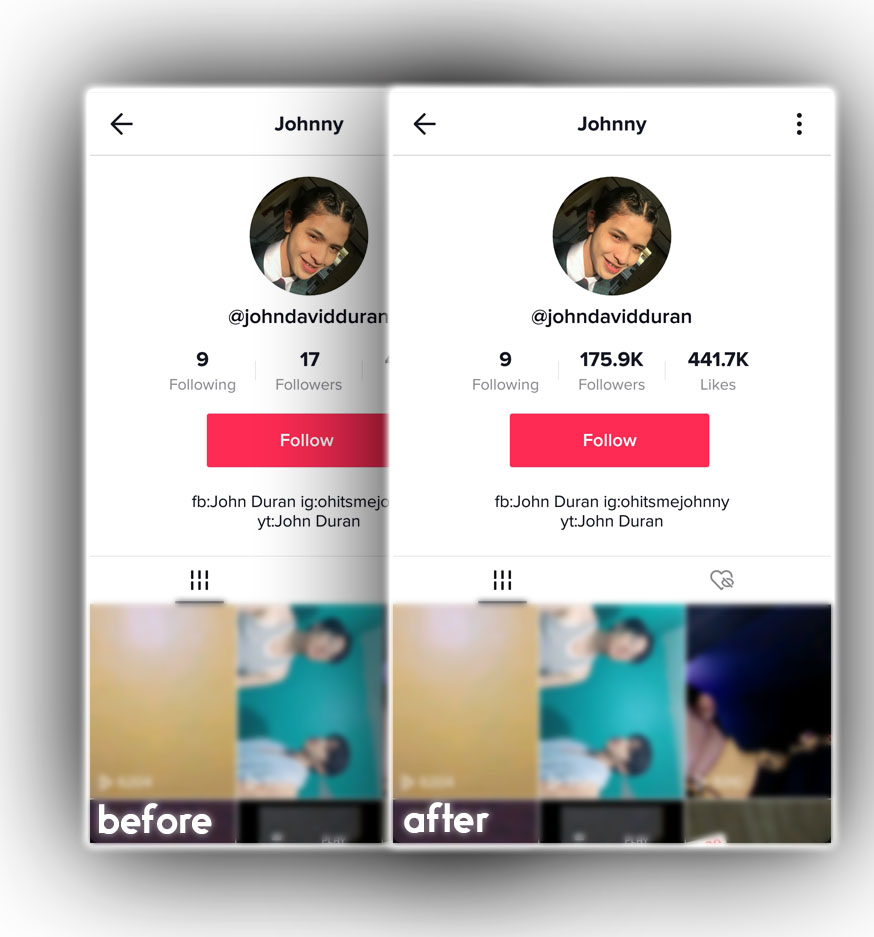 Johnny
@johndavidduran
9 17
Following Followers
Follow
fb:John Duran ig:ohitsmejo
yt:John Duran
before
Johnny
@johndavidduran
9 175.9K 441.7K
Following Followers Likes
Follow
fb:John Duran ig:ohitsmejohnny
yt:John Duran
PLAY
after